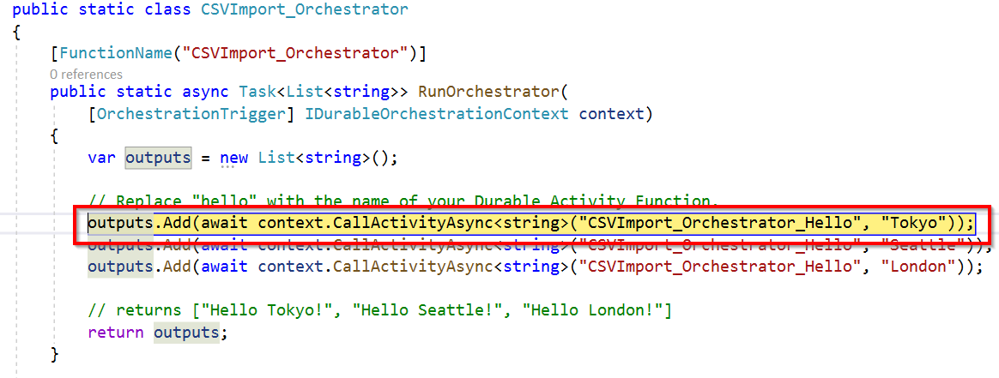 public static class CSVImport_Orchestrator
{
[FunctionName("CSVImport_Orchestrator")]
0 references
public static async Task<List<string>> RunOrchestrator(
[OrchestrationTrigger] IDurableOrchestrationContext context)
{
var outputs = new List<string>();
// Replace "hello" with the name of your Durable Activity Function.
outputs.Add(await context.CallActivityAsync<string>("CSVImport_Orchestrator_Hello", "Tokyo"));
outputs.Add(await context.CallActivityAsync<string>("CSVImport_Orchestrator_Hello", "Seattle"));
outputs.Add(await context.CallActivityAsync<string>("CSVImport_Orchestrator_Hello", "London"));
// returns ["Hello Tokyo!", "Hello Seattle!", "Hello London!"]
return outputs;
}